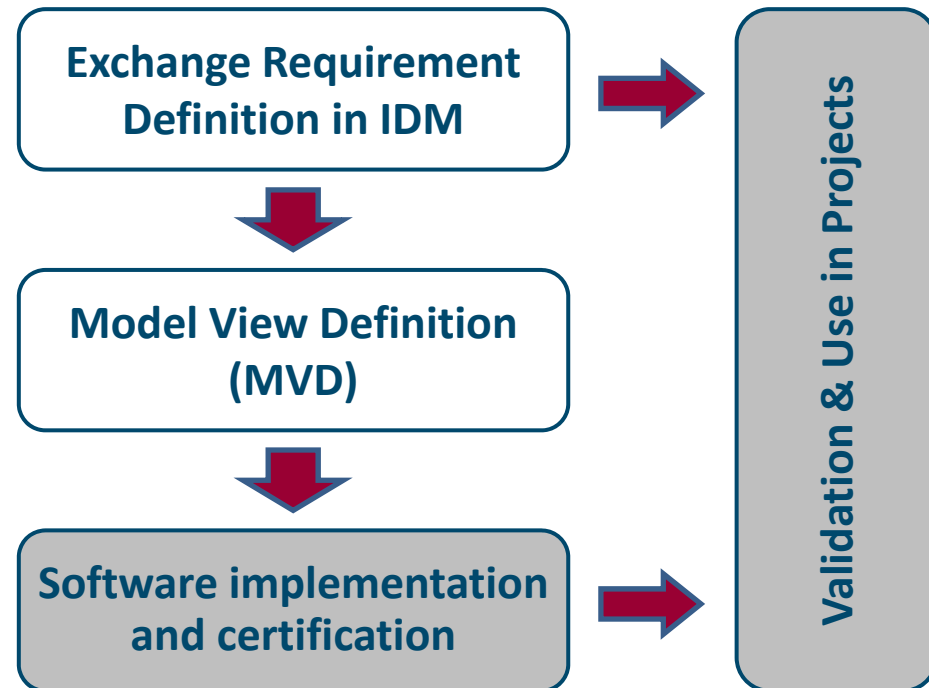 Exchange Requirement
Definition in IDM
Model View Definition
(MVD)
Software implementation
and certification
Validation & Use in Projects